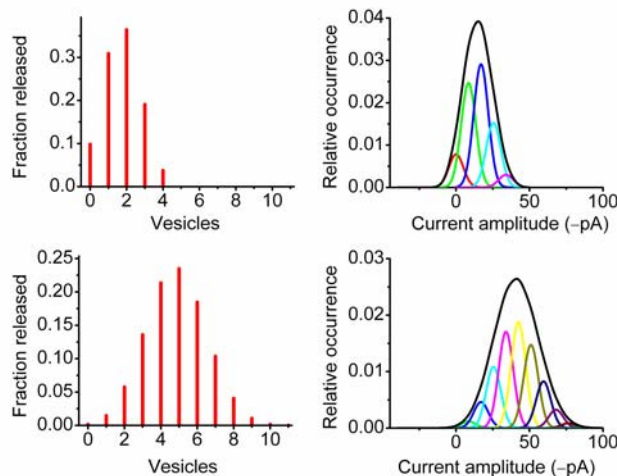 Fraction released
0.3
0.2
0.1
0.0
0 2 4 6 8 10
Vesicles
Relative occurrence
0.04
0.03
0.02
0.01
0.00
0 50 100
Current amplitude (–pA)
Fraction released
0.25
0.20
0.15
0.10
0.05
0.00
0 2 4 6 8 10
Vesicles
Relative occurrence
0.03
0.02
0.01
0.00
0 50 100
Current amplitude (–pA)